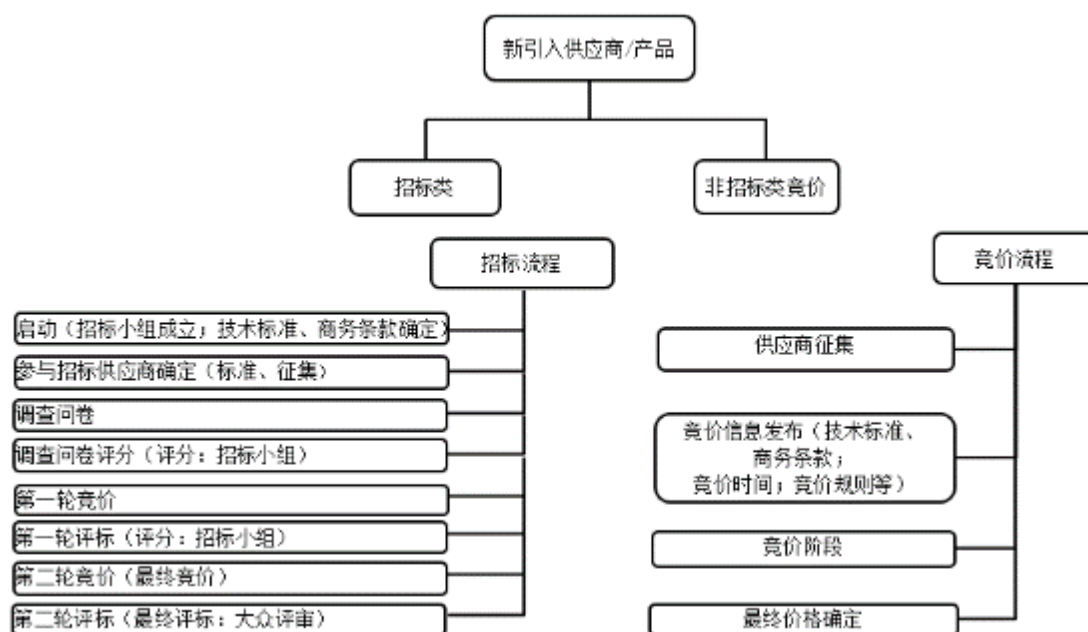 新引入供应商/产品
招标类
非招标类竞价
招标流程
竞价流程
启动（招标小组成立；技术标准、商务条款确定）
参与招标供应商确定（标准、征集）
调查问卷
调查问卷评分（评分：招标小组）
第一轮竞价
第一轮评标（评分：招标小组）
第二轮竞价（最终竞价）
第二轮评标（最终评标：大众评审）
供应商征集
竞价信息发布（技术标准、
商务条款；
竞价时间；竞价规则等）
竞价阶段
最终价格确定